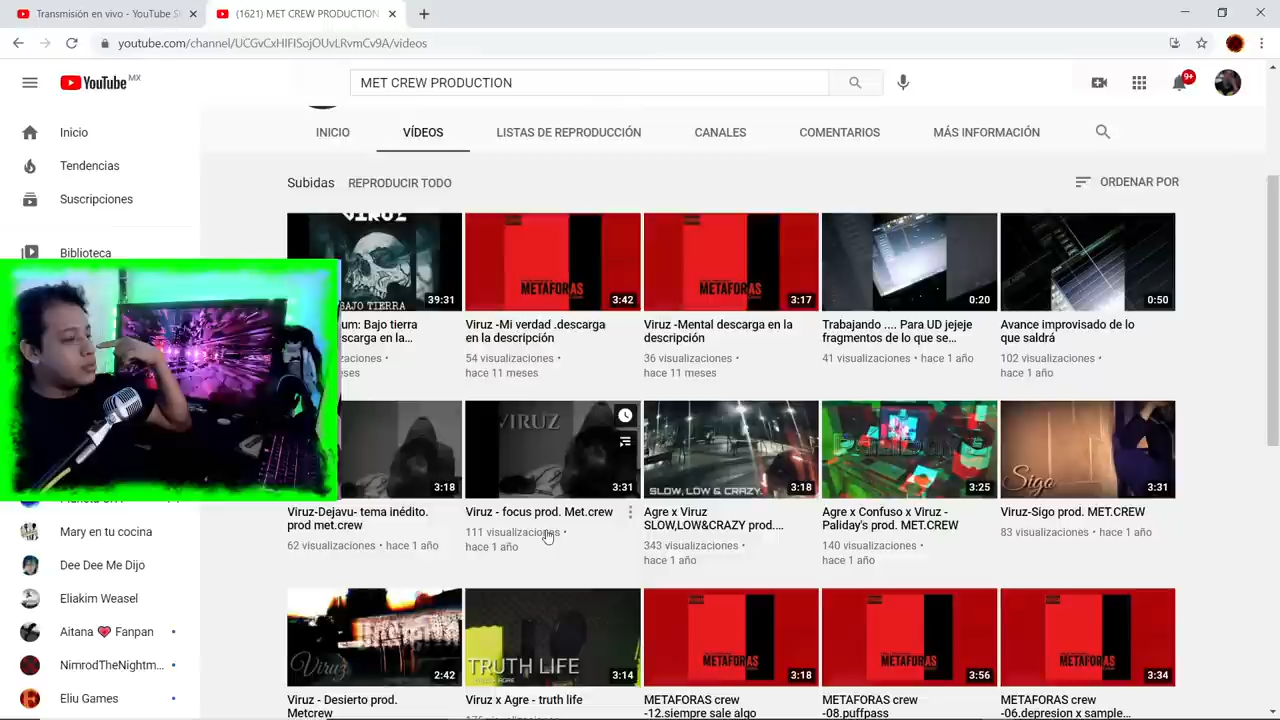 Transmisión en vivo - YouTube S
(1621) MET CREW PRODUCTION
youtube.com/channel/UCGvCxHIFISojOUvLRvmCv9A/videos
YouTube MX
MET CREW PRODUCTION
9+
Inicio
Tendencias
Suscripciones
Biblioteca
Mary en tu cocina
Dee Dee Me Dijo
Eliakim Weasel
Aitana ❤ Fanpan
NimrodTheNightm...
Eliu Games
INICIO
VÍDEOS
LISTAS DE REPRODUCCIÓN
CANALES
COMENTARIOS
MÁS INFORMACIÓN
Subidas
REPRODUCIR TODO
ORDENAR POR
VIRUZ
BAJO TIERRA
39:31
METAFORAS
3:42
METAFORAS
3:17
0:20
0:50
um: Bajo tierra
scarga en la...
Viruz -Mi verdad .descarga
en la descripción
54 visualizaciones •
hace 11 meses
Viruz -Mental descarga en la
descripción
36 visualizaciones •
hace 11 meses
Trabajando .... Para UD jejeje
fragmentos de lo que se...
41 visualizaciones • hace 1 año
Avance improvisado de lo
que saldrá
102 visualizaciones •
hace 1 año
3:18
VIRUZ
3:31
SLOW, LOW & CRAZY.
3:18
3:25
Sigo
3:31
Viruz-Dejavu- tema inédito.
prod met.crew
62 visualizaciones • hace 1 año
Viruz - focus prod. Met.crew
111 visualizaciones •
hace 1 año
Agre x Viruz
SLOW,LOW&CRAZY prod....
343 visualizaciones •
hace 1 año
Agre x Confuso x Viruz -
Paliday's prod. MET.CREW
140 visualizaciones •
hace 1 año
Viruz-Sigo prod. MET.CREW
83 visualizaciones • hace 1 año
Viruz
2:42
TRUTH LIFE
3:14
METAFORAS
3:18
METAFORAS
3:56
METAFORAS
3:34
Viruz - Desierto prod.
Metcrew
Viruz x Agre - truth life
METAFORAS crew
-12.siempre sale algo
METAFORAS crew
-08.puffpass
METAFORAS crew
-06.depresion x sample...